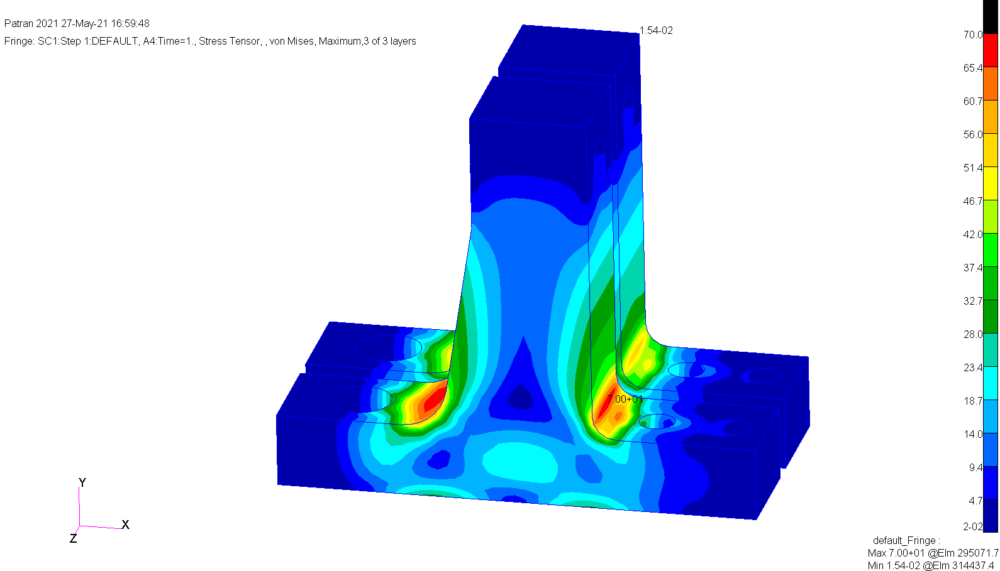 Patran 2021 27-May-21 16:59:48
Fringe: SC1:Step 1:DEFAULT, A4:Time=1., Stress Tensor, , von Mises, Maximum,3 of 3 layers
1.54-02
7.00+01
70.0
65.4
60.7
56.0
51.4
46.7
42.0
37.4
32.7
28.0
23.4
18.7
14.0
9.4
4.7
2-02
Y
X
Z
default_Fringe :
Max 7.00+01 @Elm 295071.7
Min 1.54-02 @Elm 314437.4